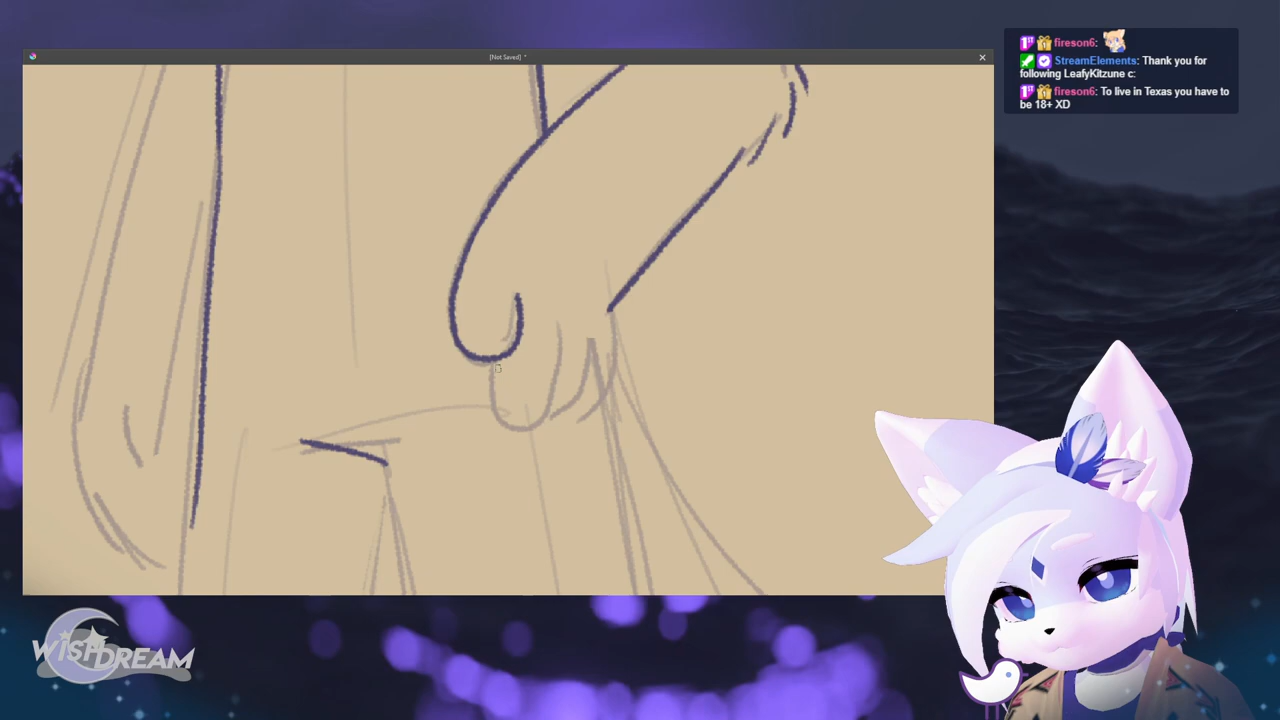 [Not Saved] *
fireson6:
StreamElements: Thank you for
following LeafyKitzune c:
fireson6: To live in Texas you have to
be 18+ XD
WISHDREAM